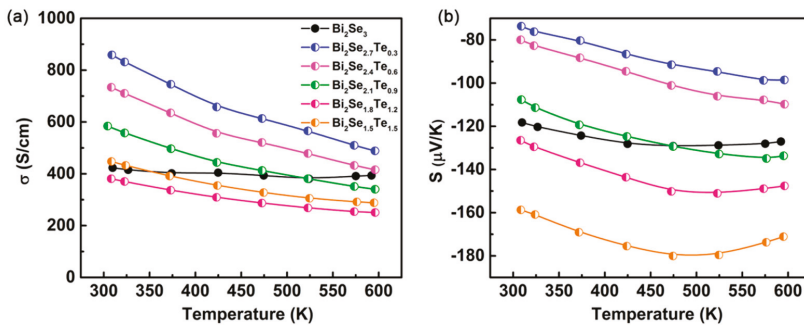 (a)
σ (S/cm)
1000
800
600
400
200
0
Bi₂Se₃
Bi₂Se₂.₇Te₀.₃
Bi₂Se₂.₄Te₀.₆
Bi₂Se₂.₁Te₀.₉
Bi₂Se₁.₈Te₁.₂
Bi₂Se₁.₅Te₁.₅
300 350 400 450 500 550 600
Temperature (K)
(b)
S (μV/K)
-80
-100
-120
-140
-160
-180
300 350 400 450 500 550 600
Temperature (K)